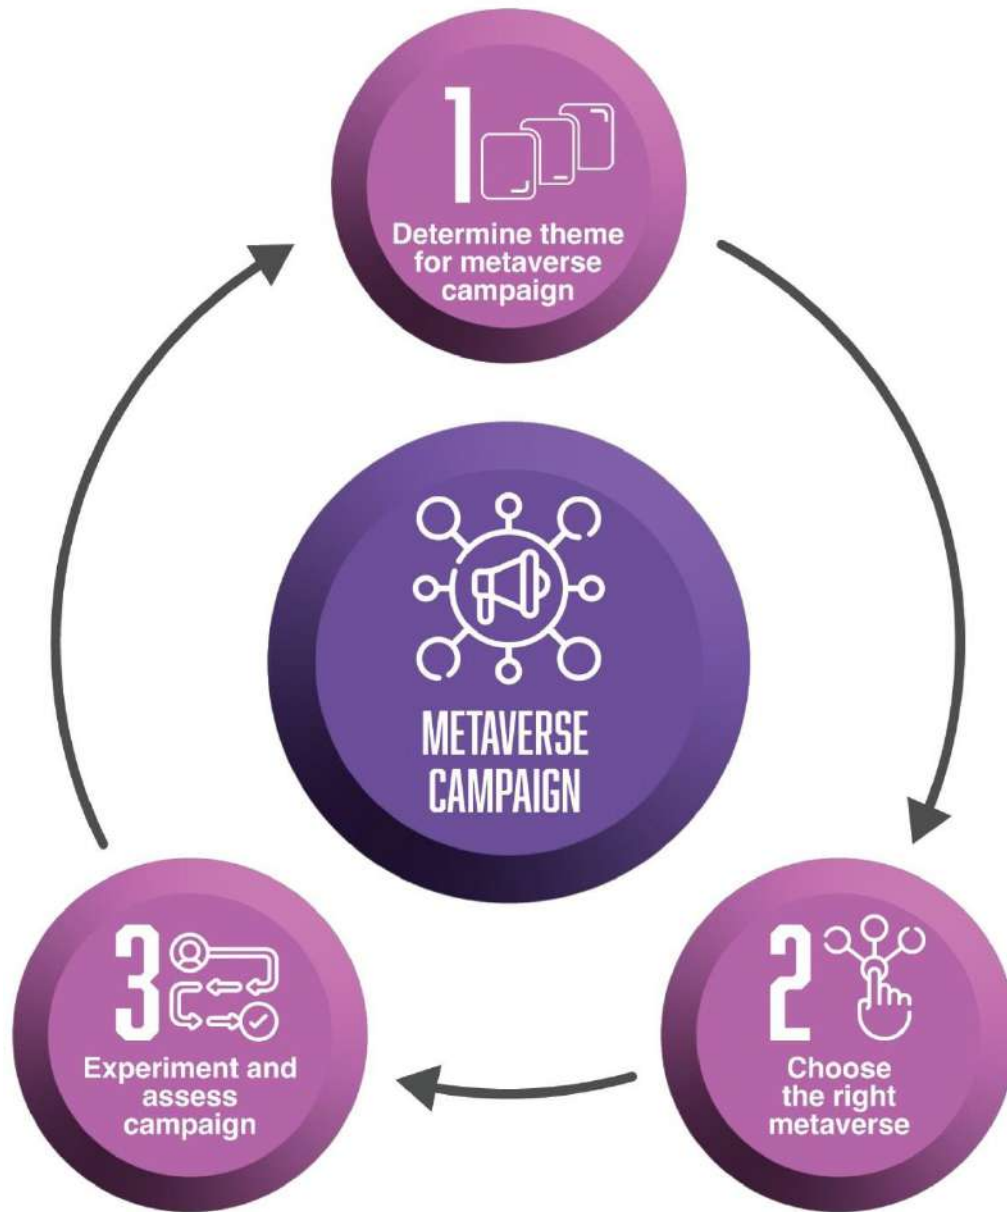 1
Determine theme
for metaverse
campaign
METAVERSE
CAMPAIGN
2
Choose
the right
metaverse
3
Experiment and
assess
campaign